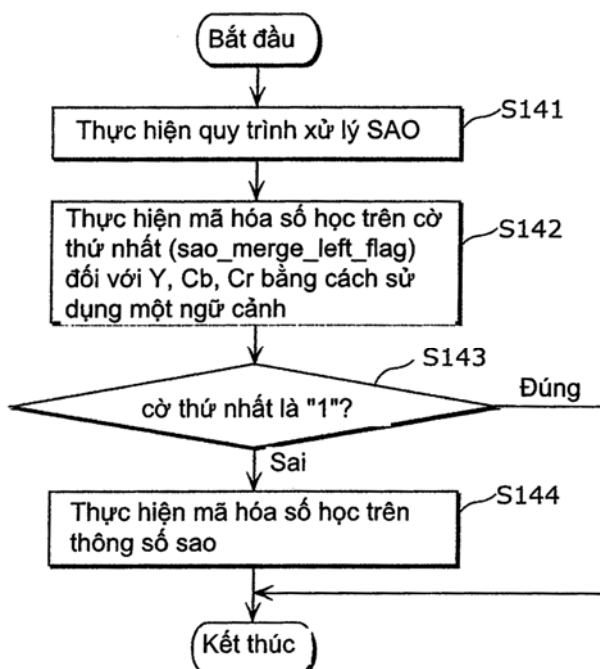 Bắt đầu
S141
Thực hiện quy trình xử lý SAO
S142
Thực hiện mã hóa số học trên cờ
thứ nhất (sao_merge_left_flag)
đối với Y, Cb, Cr bằng cách sử
dụng một ngữ cảnh
S143
cờ thứ nhất là "1"?
Đúng
Sai
S144
Thực hiện mã hóa số học trên
thông số sao
Kết thúc